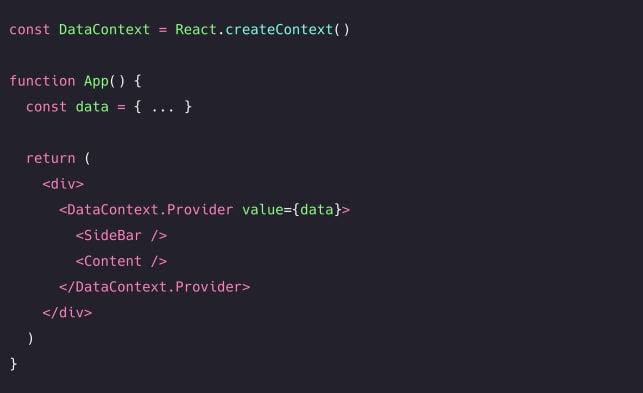 const DataContext = React.createContext()

function App() {
  const data = { ... }

  return (
    <div>
      <DataContext.Provider value={data}>
        <SideBar />
        <Content />
      </DataContext.Provider>
    </div>
  )
}